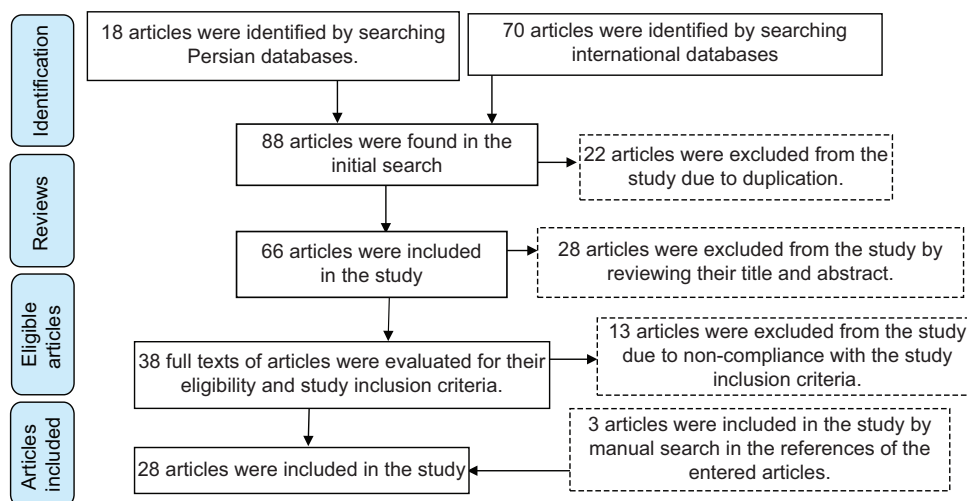 Identification
18 articles were identified by searching
Persian databases.
70 articles were identified by searching
international databases
88 articles were found in the
initial search
22 articles were excluded from the
study due to duplication.
Reviews
66 articles were included
in the study
28 articles were excluded from the study by
reviewing their title and abstract.
Eligible
articles
38 full texts of articles were evaluated for their
eligibility and study inclusion criteria.
13 articles were excluded from the study
due to non-compliance with the study
inclusion criteria.
Articles
included
28 articles were included in the study
3 articles were included in the study by
manual search in the references of the
entered articles.